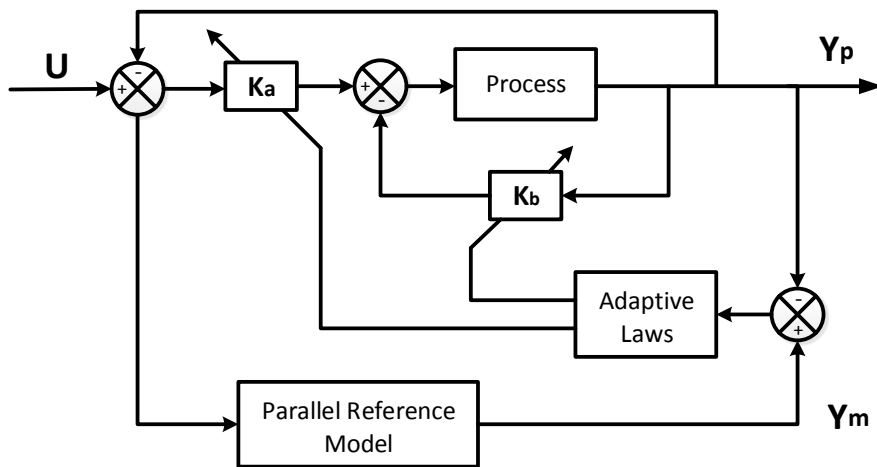 U
+
-
Ka
+
-
Process
Yp
Kb
Adaptive
Laws
-
+
Parallel Reference
Model
Ym